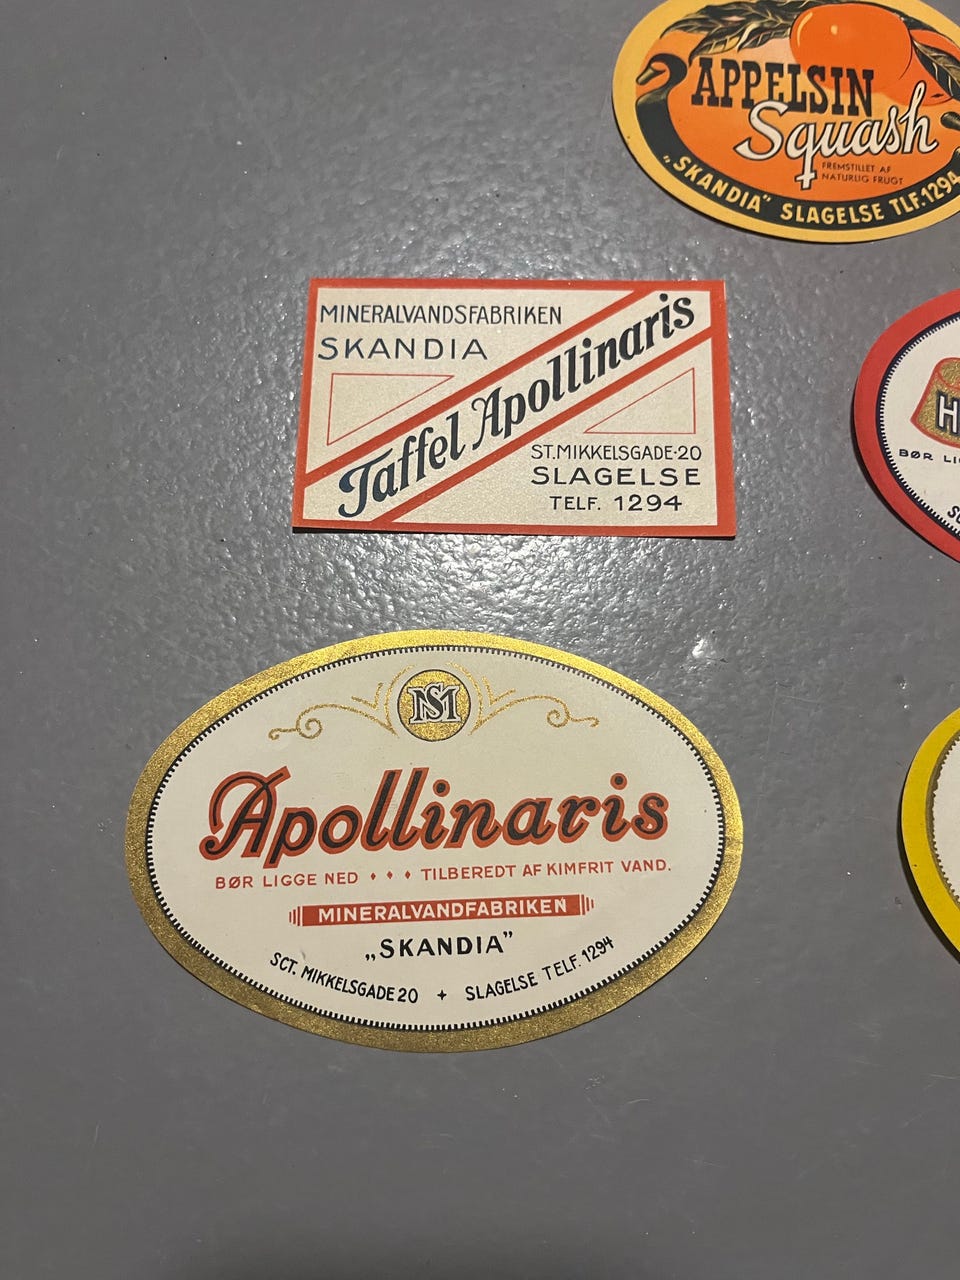 APPELSIN
Squash
FREMSTILLET AF
NATURLIG FRUGT
„SKANDIA” SLAGELSE TLF. 1294
MINERALVANDSFABRIKEN
SKANDIA
Taffel Apollinaris
ST. MIKKELSGADE·20
SLAGELSE
TELF. 1294
H
BØR LI
MS
Apollinaris
BØR LIGGE NED TILBEREDT AF KIMFRIT VAND.
MINERALVANDFABRIKEN
„SKANDIA”
SCT. MIKKELSGADE 20 + SLAGELSE TELF. 1294